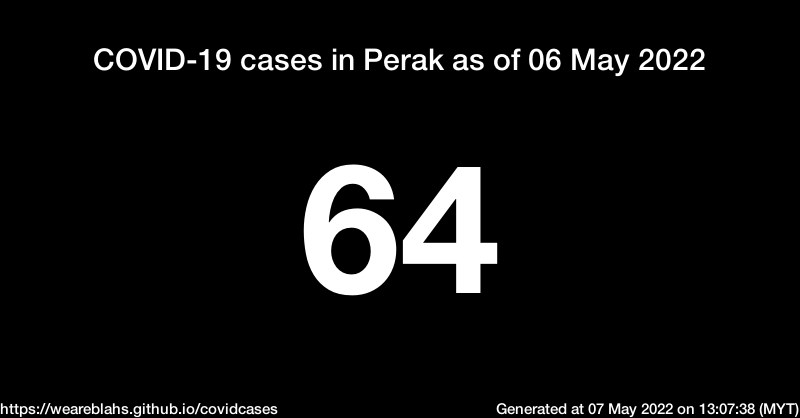 COVID-19 cases in Perak as of 06 May 2022
64
https://weareblahs.github.io/covidcases
Generated at 07 May 2022 on 13:07:38 (MYT)